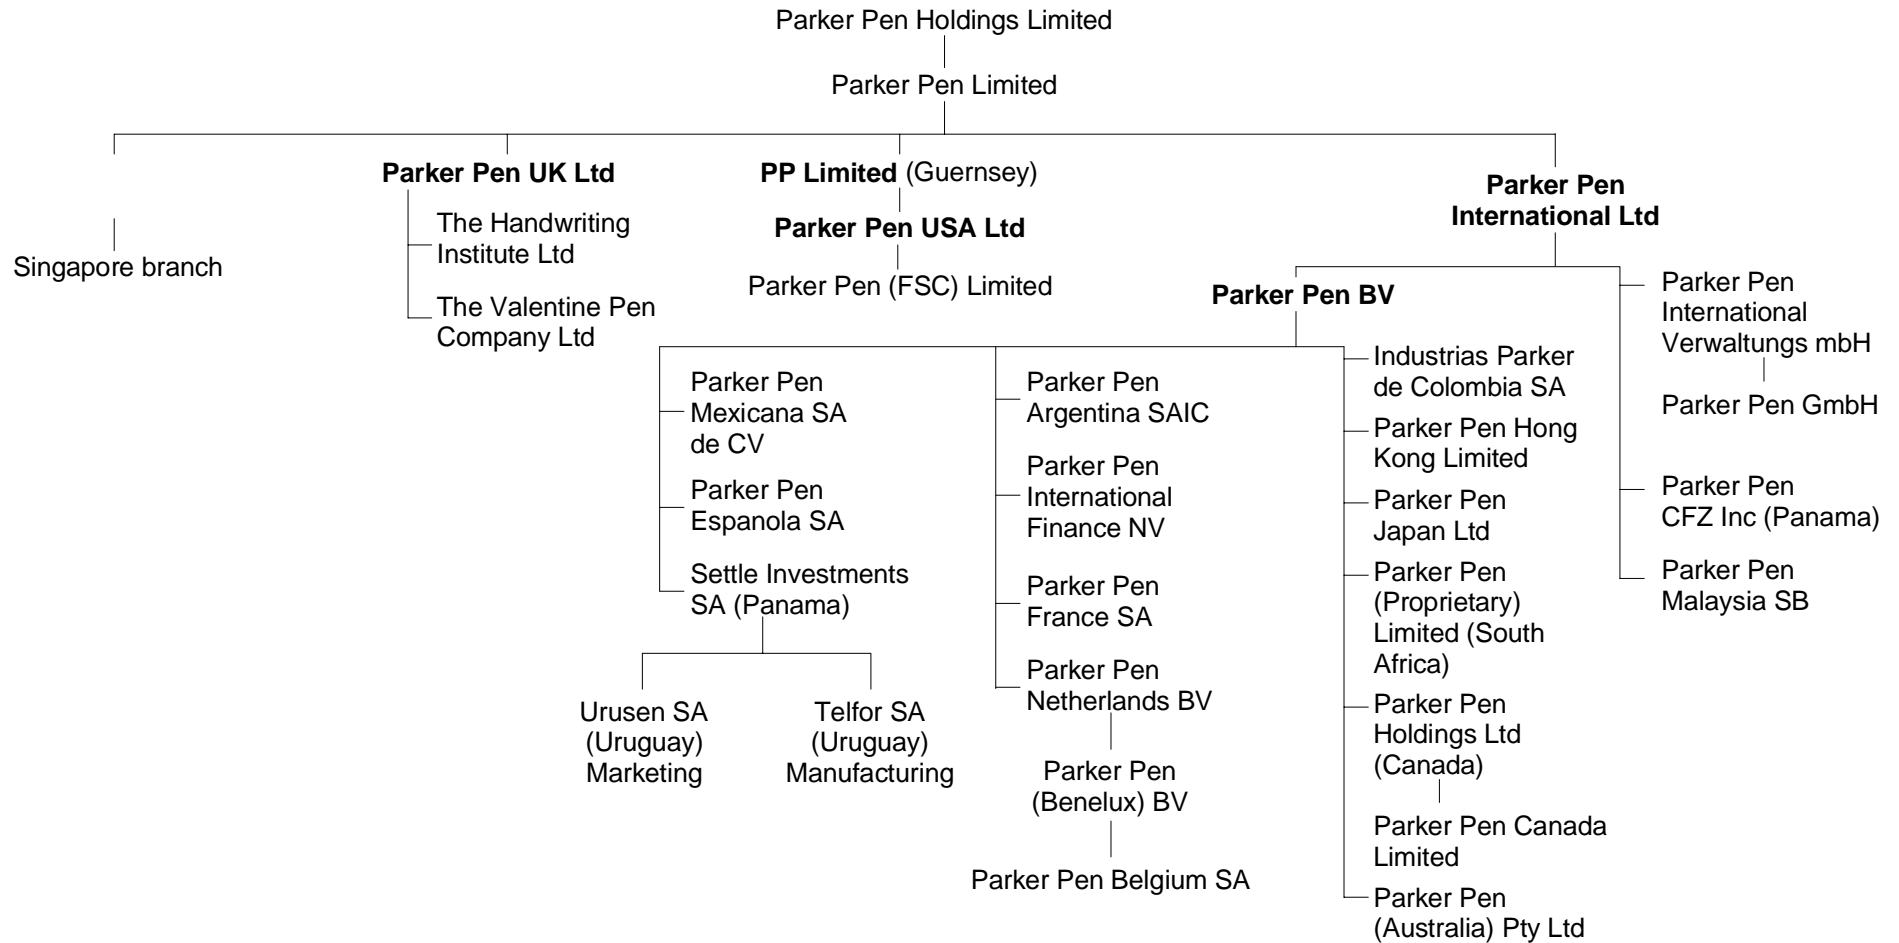 Parker Pen Holdings Limited
Parker Pen Limited
Singapore branch
Parker Pen UK Ltd
The Handwriting
Institute Ltd
The Valentine Pen
Company Ltd
PP Limited (Guernsey)
Parker Pen USA Ltd
Parker Pen (FSC) Limited
Parker Pen
International Ltd
Parker Pen BV
Parker Pen
Mexicana SA
de CV
Parker Pen
Espanola SA
Settle Investments
SA (Panama)
Urusen SA
(Uruguay)
Marketing
Telfor SA
(Uruguay)
Manufacturing
Parker Pen
Argentina SAIC
Parker Pen
International
Finance NV
Parker Pen
France SA
Parker Pen
Netherlands BV
Parker Pen
(Benelux) BV
Parker Pen Belgium SA
Industrias Parker
de Colombia SA
Parker Pen Hong
Kong Limited
Parker Pen
Japan Ltd
Parker Pen
(Proprietary)
Limited (South
Africa)
Parker Pen
Holdings Ltd
(Canada)
Parker Pen Canada
Limited
Parker Pen
(Australia) Pty Ltd
Parker Pen
International
Verwaltungs mbH
Parker Pen GmbH
Parker Pen
CFZ Inc (Panama)
Parker Pen
Malaysia SB